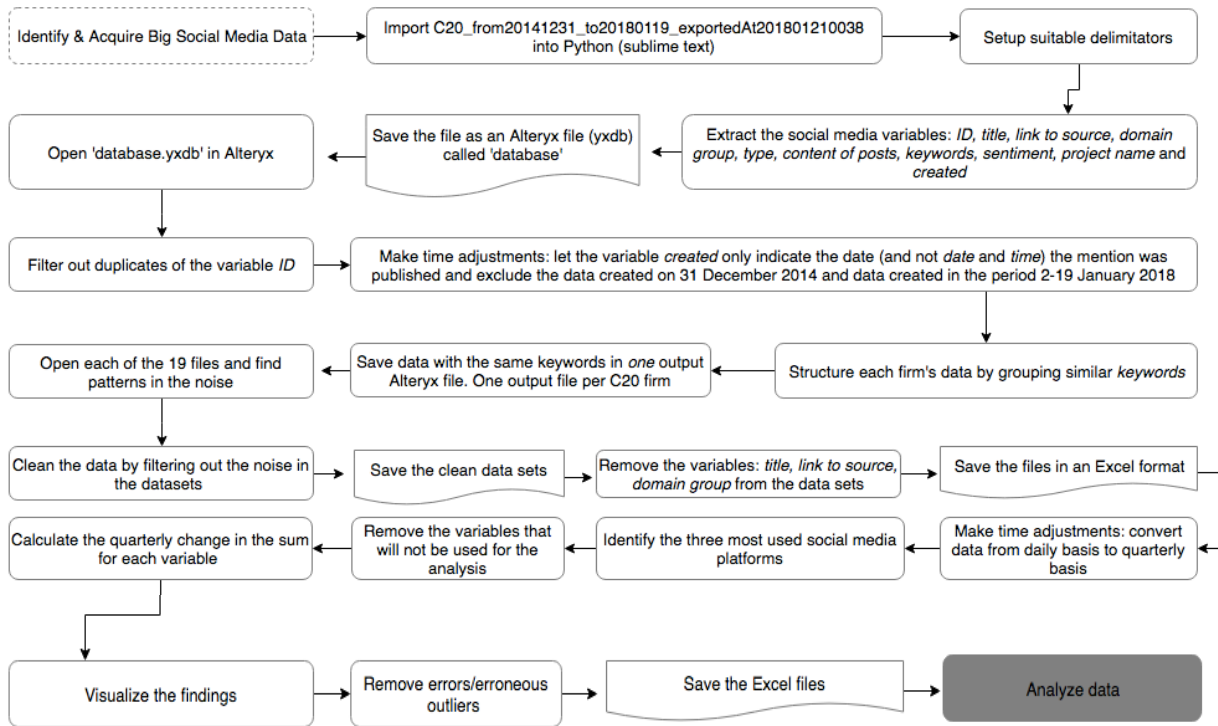 Identify & Acquire Big Social Media Data
Import C20_from20141231_to20180119_exportedAt201801210038
into Python (sublime text)
Setup suitable delimitators
Extract the social media variables: ID, title, link to source, domain
group, type, content of posts, keywords, sentiment, project name and
created
Save the file as an Alteryx file (yxdb)
called 'database'
Open 'database.yxdb' in Alteryx
Filter out duplicates of the variable ID
Make time adjustments: let the variable created only indicate the date (and not date and time) the mention was
published and exclude the data created on 31 December 2014 and data created in the period 2-19 January 2018
Structure each firm's data by grouping similar keywords
Save data with the same keywords in one output
Alteryx file. One output file per C20 firm
Open each of the 19 files and find
patterns in the noise
Clean the data by filtering out the noise in
the datasets
Save the clean data sets
Remove the variables: title, link to source,
domain group from the data sets
Save the files in an Excel format
Make time adjustments: convert
data from daily basis to quarterly
basis
Identify the three most used social media
platforms
Remove the variables that
will not be used for the
analysis
Calculate the quarterly change in the sum
for each variable
Visualize the findings
Remove errors/erroneous
outliers
Save the Excel files
Analyze data